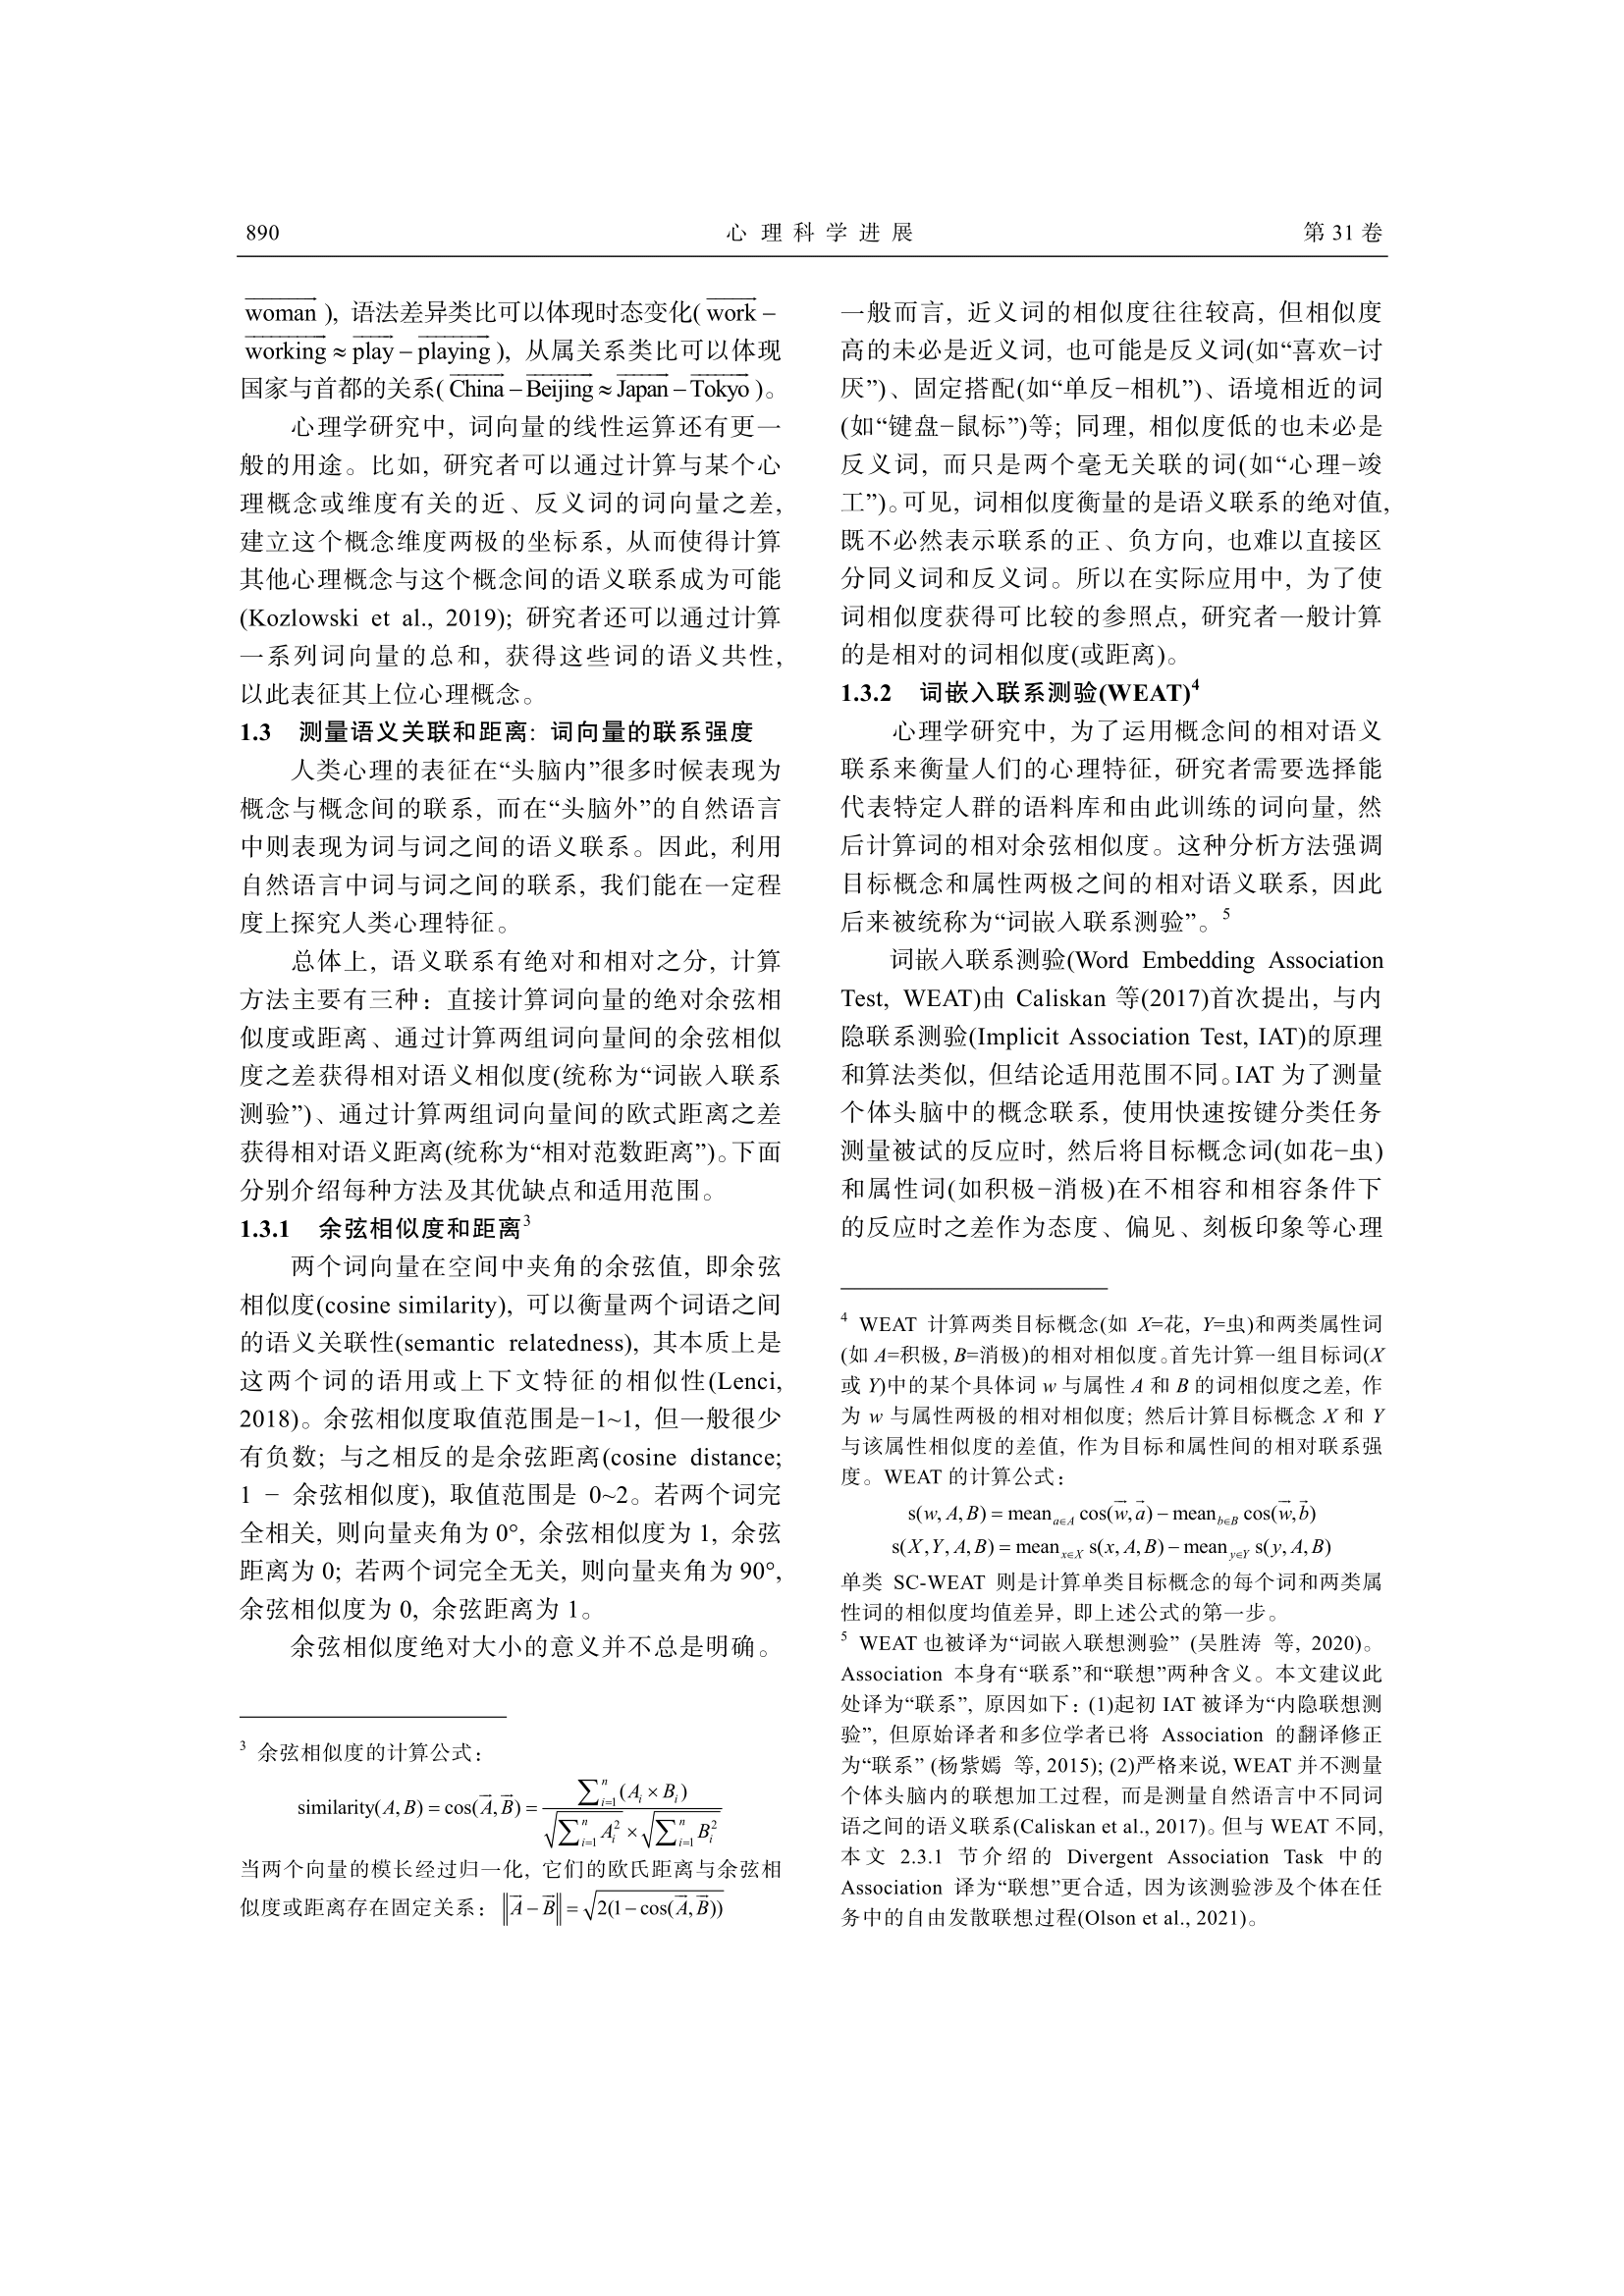 890 心理科学进展 第 31 卷
woman ), 语法差异类比可以体现时态变化( work −
working ≈ play − playing ), 从属关系类比可以体现
国家与首都的关系( China − Beijing ≈ Japan − Tokyo )。
心理学研究中, 词向量的线性运算还有更一
般的用途。比如, 研究者可以通过计算与某个心
理概念或维度有关的近、反义词的词向量之差,
建立这个概念维度两极的坐标系, 从而使得计算
其他心理概念与这个概念间的语义联系成为可能
(Kozlowski et al., 2019); 研究者还可以通过计算
一系列词向量的总和, 获得这些词的语义共性,
以此表征其上位心理概念。
1.3 测量语义关联和距离: 词向量的联系强度
人类心理的表征在“头脑内”很多时候表现为
概念与概念间的联系, 而在“头脑外”的自然语言
中则表现为词与词之间的语义联系。因此, 利用
自然语言中词与词之间的联系, 我们能在一定程
度上探究人类心理特征。
总体上, 语义联系有绝对和相对之分, 计算
方法主要有三种: 直接计算词向量的绝对余弦相
似度或距离、通过计算两组词向量间的余弦相似
度之差获得相对语义相似度(统称为“词嵌入联系
测验”)、通过计算两组词向量间的欧式距离之差
获得相对语义距离(统称为“相对范数距离”)。下面
分别介绍每种方法及其优缺点和适用范围。
1.3.1 余弦相似度和距离³
两个词向量在空间中夹角的余弦值, 即余弦
相似度(cosine similarity), 可以衡量两个词语之间
的语义关联性(semantic relatedness), 其本质上是
这两个词的语用或上下文特征的相似性(Lenci,
2018)。余弦相似度取值范围是−1~1, 但一般很少
有负数; 与之相反的是余弦距离(cosine distance;
1 − 余弦相似度), 取值范围是 0~2。若两个词完
全相关, 则向量夹角为 0°, 余弦相似度为 1, 余弦
距离为 0; 若两个词完全无关, 则向量夹角为 90°,
余弦相似度为 0, 余弦距离为 1。
余弦相似度绝对大小的意义并不总是明确。
³ 余弦相似度的计算公式:
similarity(A, B) = cos(A⃗, B⃗) = ∑ⁿᵢ₌₁(Aᵢ × Bᵢ) / (√(∑ⁿᵢ₌₁Aᵢ²) × √(∑ⁿᵢ₌₁Bᵢ²))
当两个向量的模长经过归一化, 它们的欧氏距离与余弦相
似度或距离存在固定关系: ‖A⃗ − B⃗‖ = √(2(1 − cos(A⃗, B⃗)))
一般而言, 近义词的相似度往往较高, 但相似度
高的未必是近义词, 也可能是反义词(如“喜欢−讨
厌”)、固定搭配(如“单反−相机”)、语境相近的词
(如“键盘−鼠标”)等; 同理, 相似度低的也未必是
反义词, 而只是两个毫无关联的词(如“心理−竣
工”)。可见, 词相似度衡量的是语义联系的绝对值,
既不必然表示联系的正、负方向, 也难以直接区
分同义词和反义词。所以在实际应用中, 为了使
词相似度获得可比较的参照点, 研究者一般计算
的是相对的词相似度(或距离)。
1.3.2 词嵌入联系测验(WEAT)⁴
心理学研究中, 为了运用概念间的相对语义
联系来衡量人们的心理特征, 研究者需要选择能
代表特定人群的语料库和由此训练的词向量, 然
后计算词的相对余弦相似度。这种分析方法强调
目标概念和属性两极之间的相对语义联系, 因此
后来被统称为“词嵌入联系测验”。⁵
词嵌入联系测验(Word Embedding Association
Test, WEAT)由 Caliskan 等(2017)首次提出, 与内
隐联系测验(Implicit Association Test, IAT)的原理
和算法类似, 但结论适用范围不同。IAT 为了测量
个体头脑中的概念联系, 使用快速按键分类任务
测量被试的反应时, 然后将目标概念词(如花−虫)
和属性词(如积极−消极)在不相容和相容条件下
的反应时之差作为态度、偏见、刻板印象等心理
⁴ WEAT 计算两类目标概念(如 X=花, Y=虫)和两类属性词
(如 A=积极, B=消极)的相对相似度。首先计算一组目标词(X
或 Y)中的某个具体词 w 与属性 A 和 B 的词相似度之差, 作
为 w 与属性两极的相对相似度; 然后计算目标概念 X 和 Y
与该属性相似度的差值, 作为目标和属性间的相对联系强
度。WEAT 的计算公式:
s(w, A, B) = mean_{a∈A} cos(w⃗, a⃗) − mean_{b∈B} cos(w⃗, b⃗)
s(X, Y, A, B) = mean_{x∈X} s(x, A, B) − mean_{y∈Y} s(y, A, B)
单类 SC-WEAT 则是计算单类目标概念的每个词和两类属
性词的相似度均值差异, 即上述公式的第一步。
⁵ WEAT 也被译为“词嵌入联想测验” (吴胜涛 等, 2020)。
Association 本身有“联系”和“联想”两种含义。本文建议此
处译为“联系”, 原因如下: (1)起初 IAT 被译为“内隐联想测
验”, 但原始译者和多位学者已将 Association 的翻译修正
为“联系” (杨紫嫣 等, 2015); (2)严格来说, WEAT 并不测量
个体头脑内的联想加工过程, 而是测量自然语言中不同词
语之间的语义联系(Caliskan et al., 2017)。但与 WEAT 不同,
本文 2.3.1 节介绍的 Divergent Association Task 中的
Association 译为“联想”更合适, 因为该测验涉及个体在任
务中的自由发散联想过程(Olson et al., 2021)。